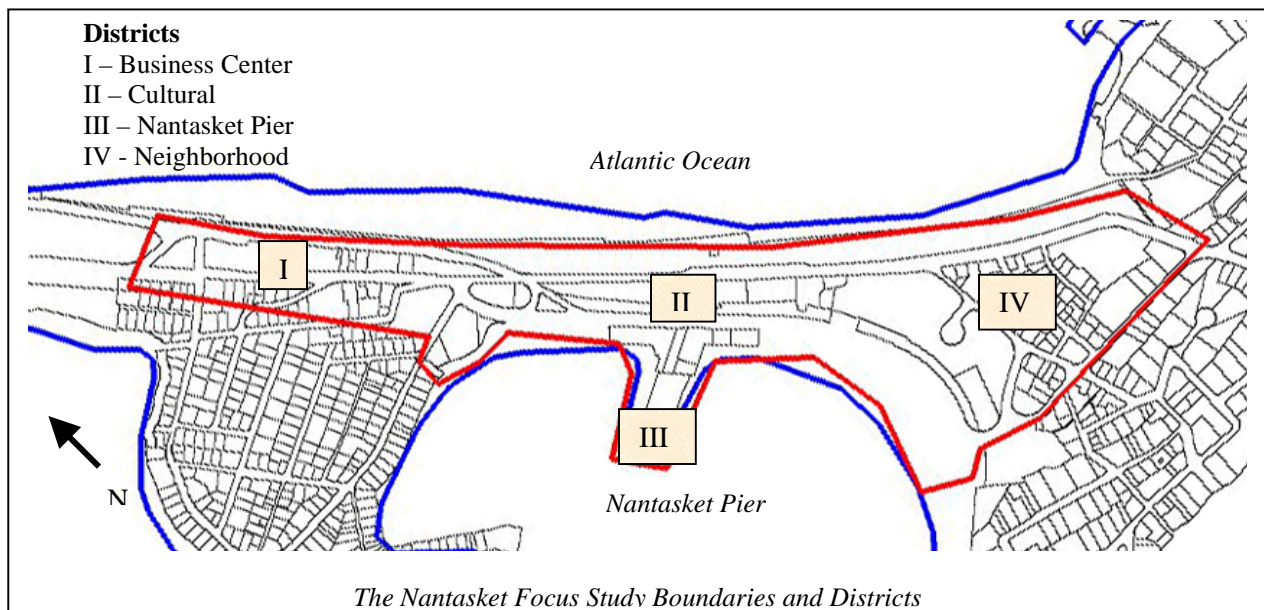 Districts
I – Business Center
II – Cultural
III – Nantasket Pier
IV - Neighborhood
Atlantic Ocean
I
II
IV
III
N
Nantasket Pier
The Nantasket Focus Study Boundaries and Districts